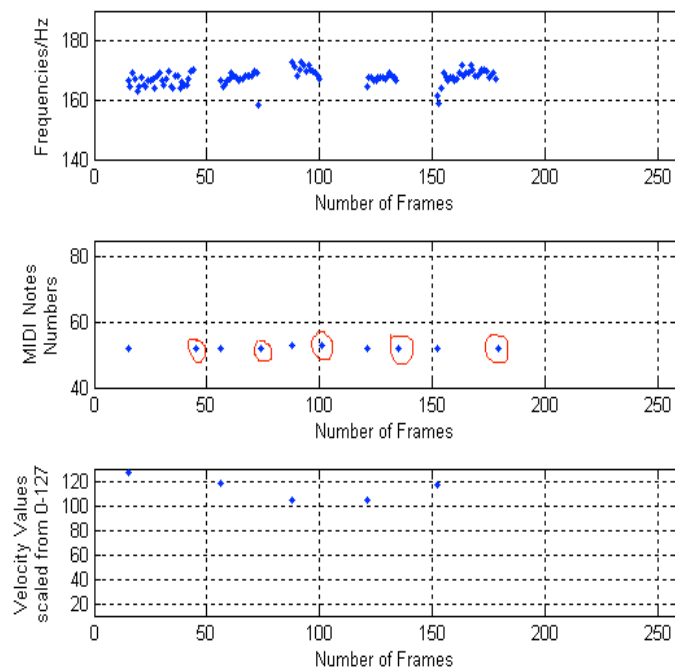 190
180
160
140
Frequencies/Hz
0 50 100 150 200 250
Number of Frames
80
60
40
MIDI Notes
Numbers
0 50 100 150 200 250
Number of Frames
120
100
80
60
40
20
Velocity Values
scaled from 0-127
0 50 100 150 200 250
Number of Frames